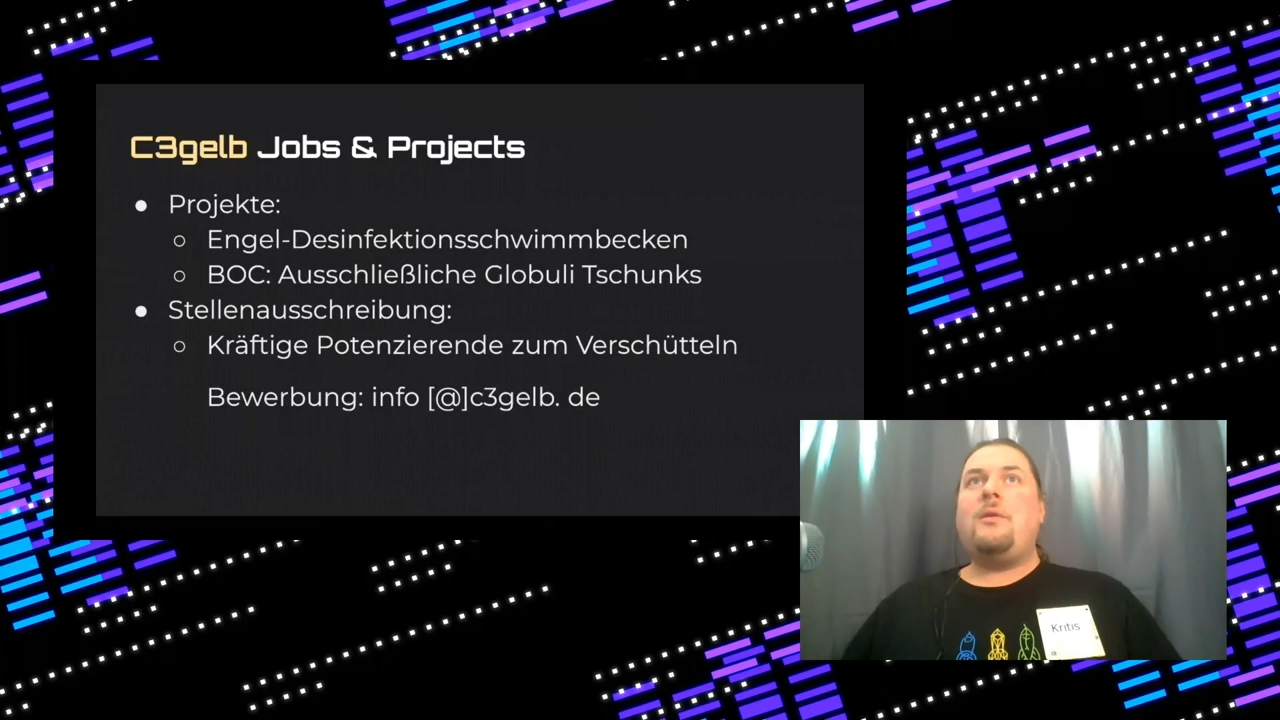 C3gelb Jobs & Projects
● Projekte:
○ Engel-Desinfektionsschwimmbecken
○ BOC: Ausschließliche Globuli Tschunks
● Stellenausschreibung:
○ Kräftige Potenzierende zum Verschütteln
Bewerbung: info [@]c3gelb. de
Kritis